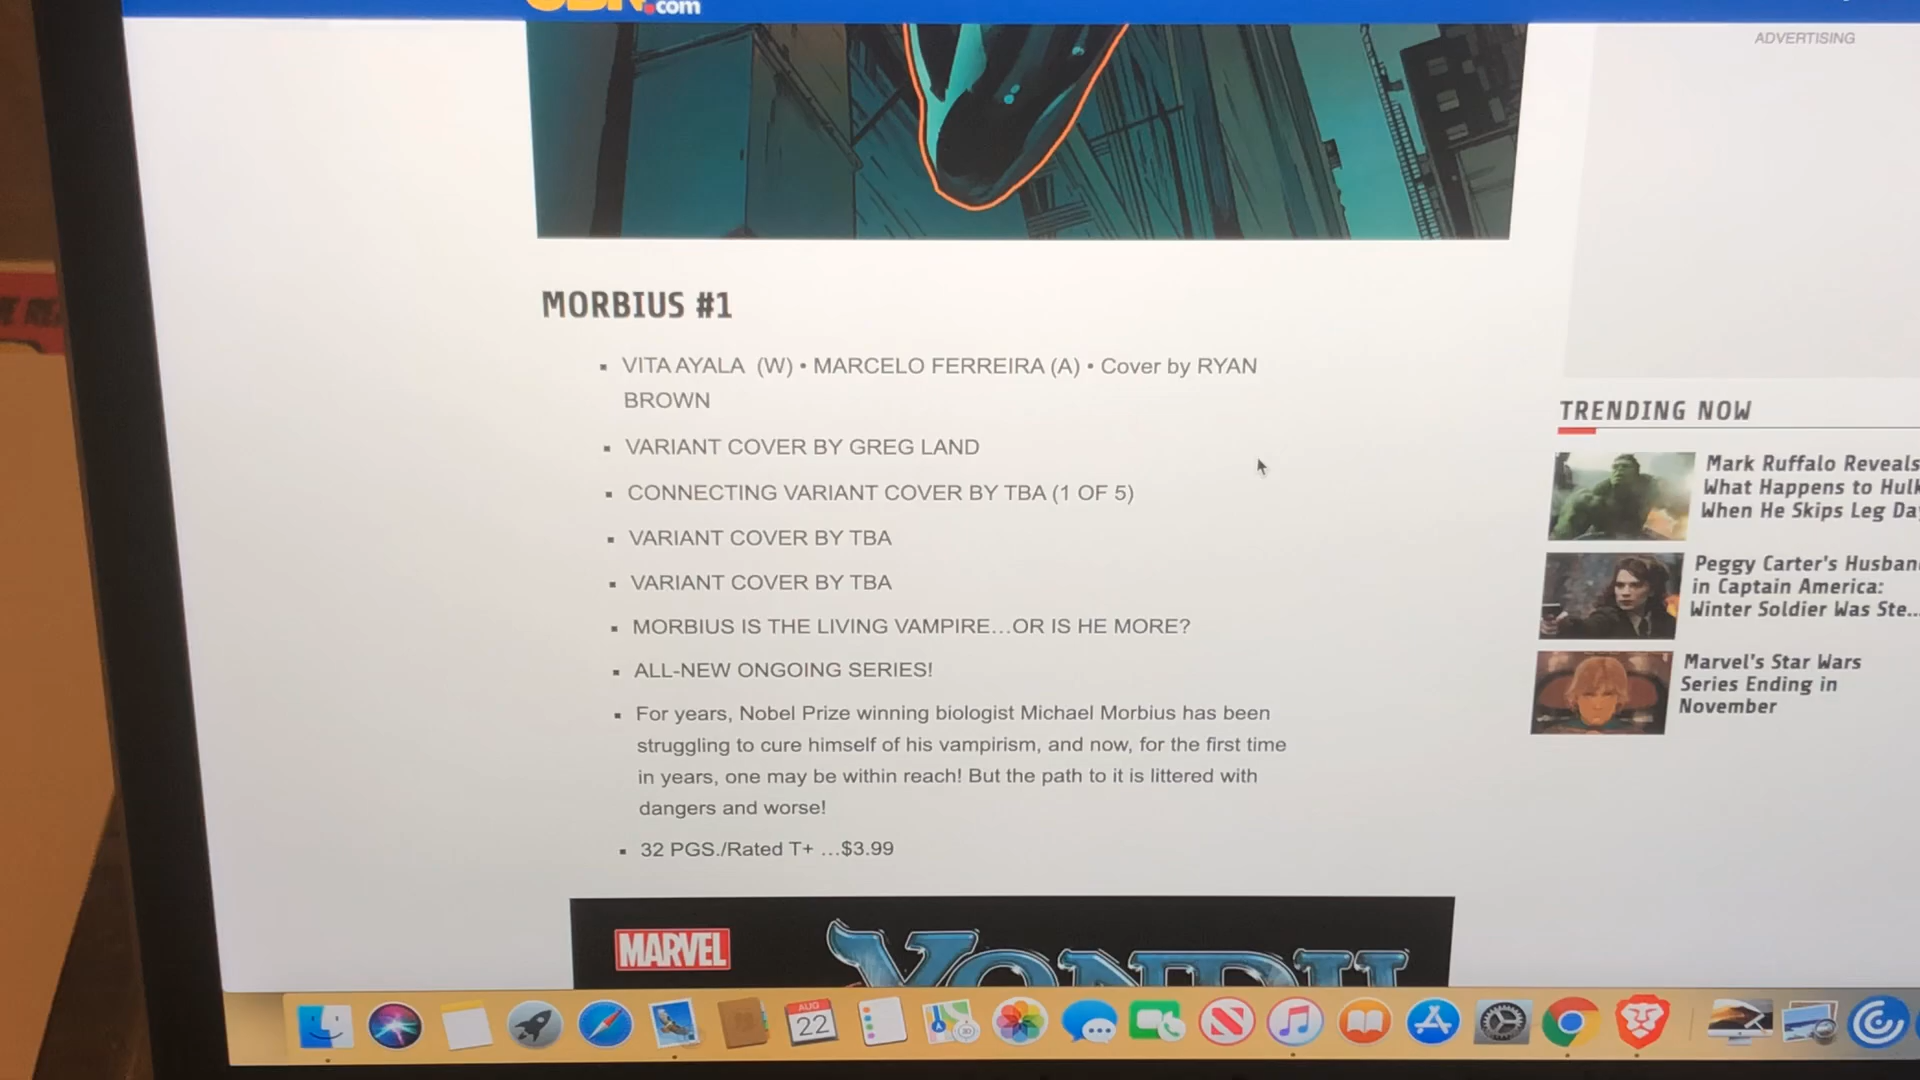 CBR.com
ADVERTISING
MORBIUS #1
VITA AYALA (W) • MARCELO FERREIRA (A) • Cover by RYAN
BROWN
VARIANT COVER BY GREG LAND
CONNECTING VARIANT COVER BY TBA (1 OF 5)
VARIANT COVER BY TBA
VARIANT COVER BY TBA
MORBIUS IS THE LIVING VAMPIRE...OR IS HE MORE?
ALL-NEW ONGOING SERIES!
For years, Nobel Prize winning biologist Michael Morbius has been
struggling to cure himself of his vampirism, and now, for the first time
in years, one may be within reach! But the path to it is littered with
dangers and worse!
32 PGS./Rated T+ ...$3.99
TRENDING NOW
Mark Ruffalo Reveals
What Happens to Hulk
When He Skips Leg Da
Peggy Carter's Husban
in Captain America:
Winter Soldier Was Ste...
Marvel's Star Wars
Series Ending in
November
MARVEL
YONDU
AUG
22